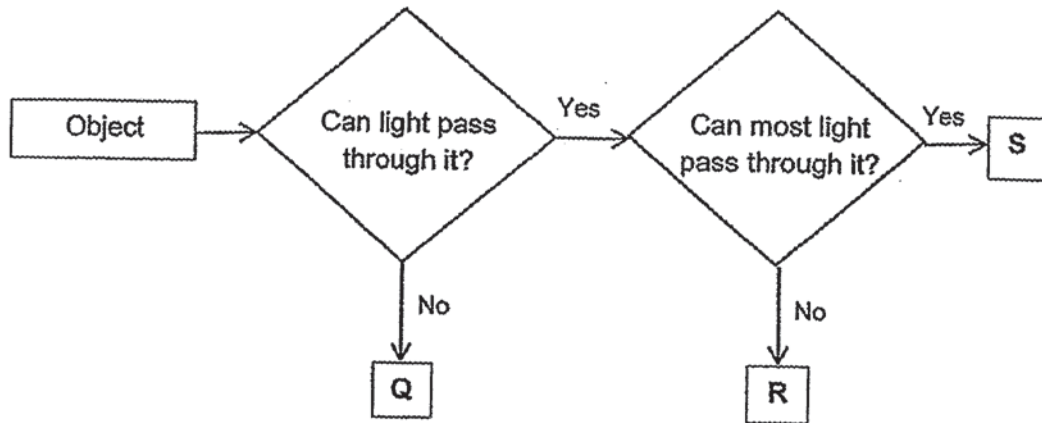 Object
Can light pass
through it?
Yes
Can most light
pass through it?
Yes
S
No
Q
No
R